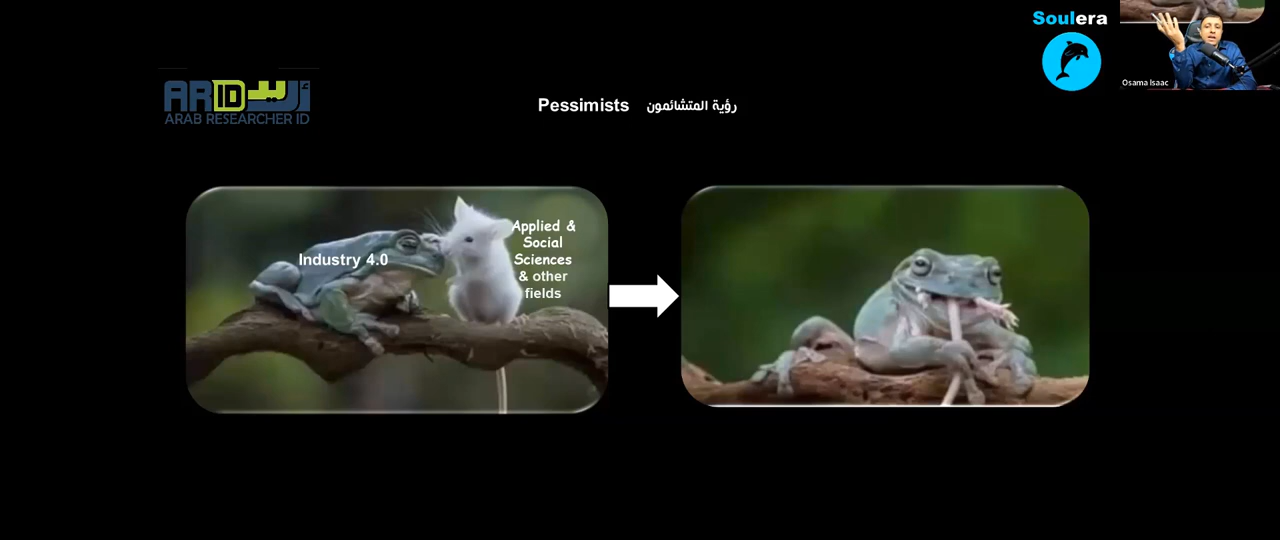 Soulera
Osama Isaac
ARID أريد
ARAB RESEARCHER ID
Pessimists رؤية المتشائمون
Industry 4.0
Applied &
Social
Sciences
& other
fields